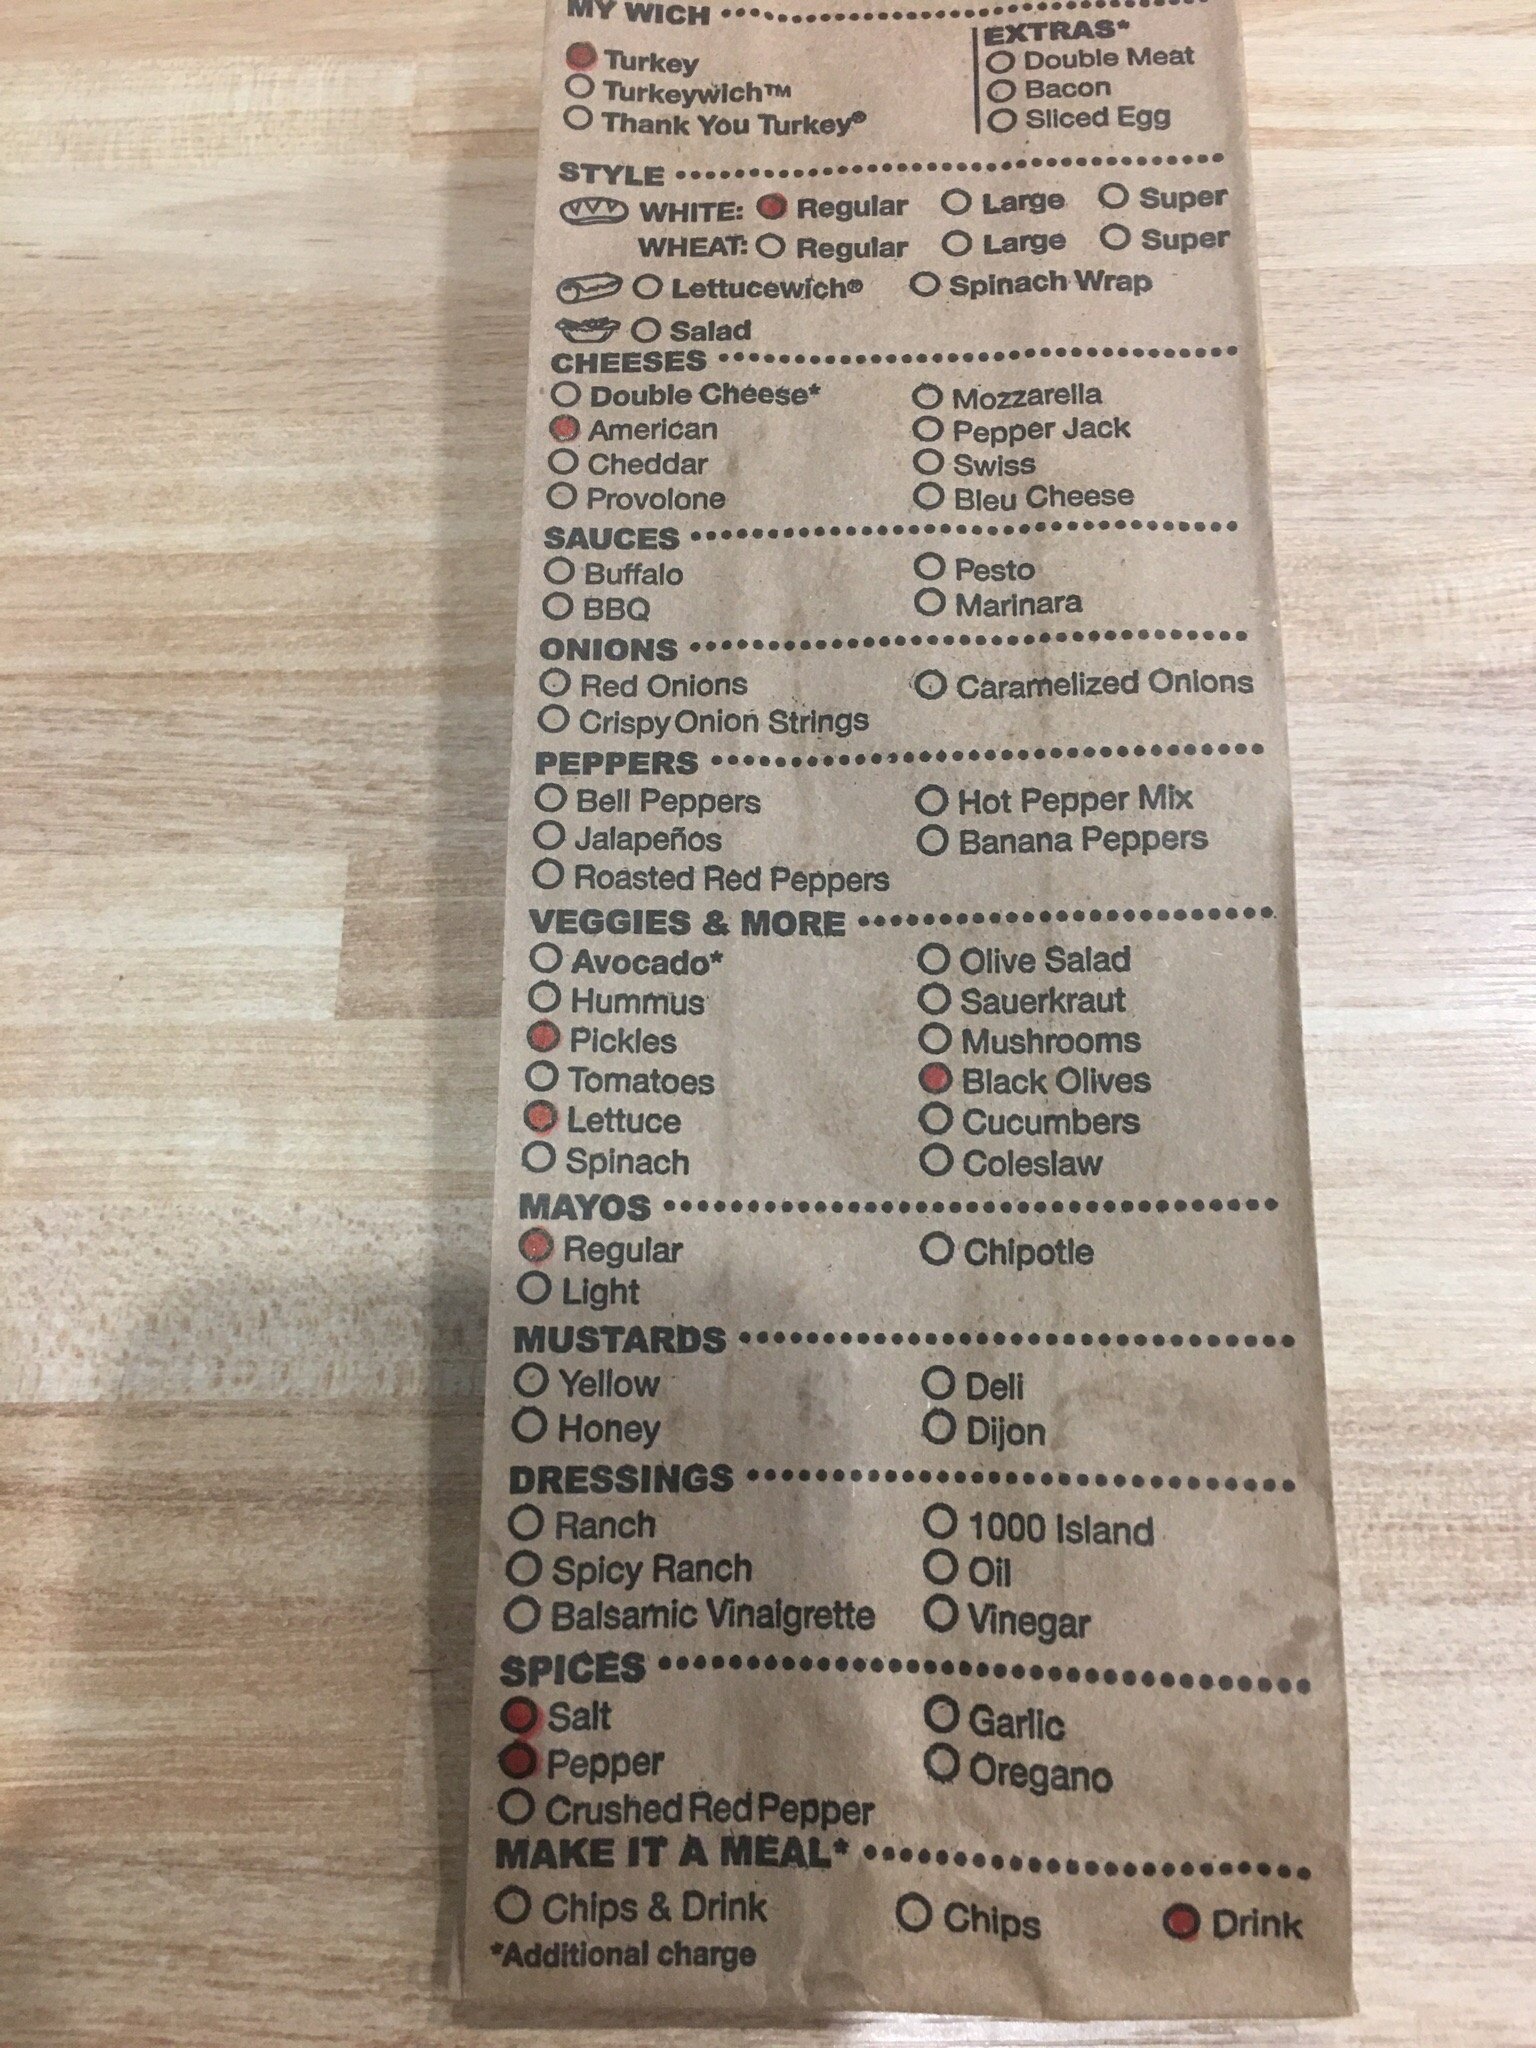 MY WICH
EXTRAS*
Turkey
Double Meat
Turkeywich™
Bacon
Thank You Turkey®
Sliced Egg
STYLE
WHITE: Regular Large Super
WHEAT: Regular Large Super
Lettucewich® Spinach Wrap
Salad
CHEESES
Double Cheese* Mozzarella
American Pepper Jack
Cheddar Swiss
Provolone Bleu Cheese
SAUCES
Buffalo Pesto
BBQ Marinara
ONIONS
Red Onions Caramelized Onions
Crispy Onion Strings
PEPPERS
Bell Peppers Hot Pepper Mix
Jalapeños Banana Peppers
Roasted Red Peppers
VEGGIES & MORE
Avocado* Olive Salad
Hummus Sauerkraut
Pickles Mushrooms
Tomatoes Black Olives
Lettuce Cucumbers
Spinach Coleslaw
MAYOS
Regular Chipotle
Light
MUSTARDS
Yellow Deli
Honey Dijon
DRESSINGS
Ranch 1000 Island
Spicy Ranch Oil
Balsamic Vinaigrette Vinegar
SPICES
Salt Garlic
Pepper Oregano
Crushed Red Pepper
MAKE IT A MEAL*
Chips & Drink Chips Drink
*Additional charge